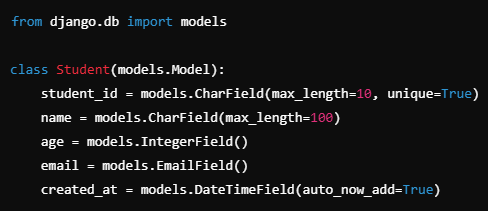 from django.db import models
class Student(models.Model):
    student_id = models.CharField(max_length=10, unique=True)
    name = models.CharField(max_length=100)
    age = models.IntegerField()
    email = models.EmailField()
    created_at = models.DateTimeField(auto_now_add=True)